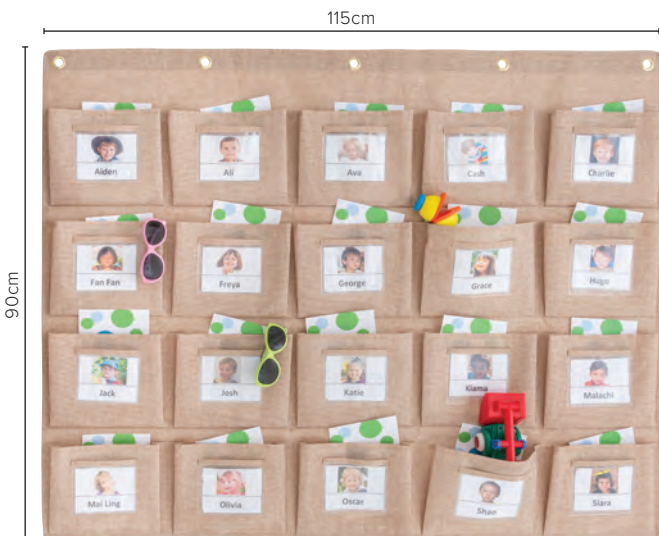 115cm
90cm
Aiden
Ali
Ava
Cash
Charlie
Fan Fan
Freya
George
Grace
Hugo
Jack
Josh
Katie
Kiama
Malachi
Mai Ling
Olivia
Oscar
Shae
Siara